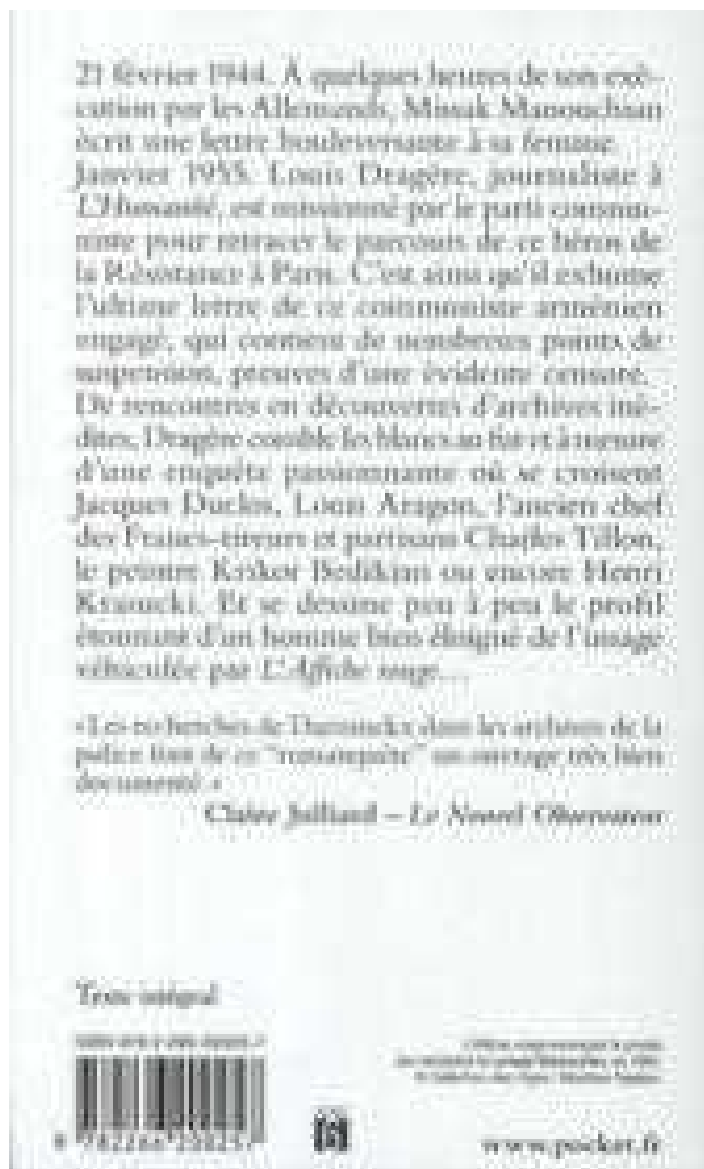 21 février 1944. À quelques heures de son exé-
cution par les Allemands, Missak Manouchian
écrit une lettre bouleversante à sa femme.
Janvier 1955. Louis Dragère, journaliste à
L'Humanité, est missionné par le parti commu-
niste pour retracer le parcours de ce héros de
la Résistance à Paris. C'est ainsi qu'il exhume
l'ultime lettre de ce communiste arménien
engagé, qui contient de nombreux points de
suspension, preuves d'une évidente censure.
De rencontres en découvertes d'archives iné-
dites, Dragère comble les blancs au fur et à mesure
d'une enquête passionnante où se croisent
Jacques Duclos, Louis Aragon, l'ancien chef
des Francs-tireurs et partisans Charles Tillon,
le peintre Krikor Bedikian ou encore Henri
Krasucki. Et se dessine peu à peu le profil
étonnant d'un homme bien éloigné de l'image
véhiculée par L'Affiche rouge...
« Les recherches de Daeninckx dans les archives de la
police font de ce "romanquête" un ouvrage très bien
documenté. »
Claire Julliard – Le Nouvel Observateur
Texte intégral
www.pocket.fr